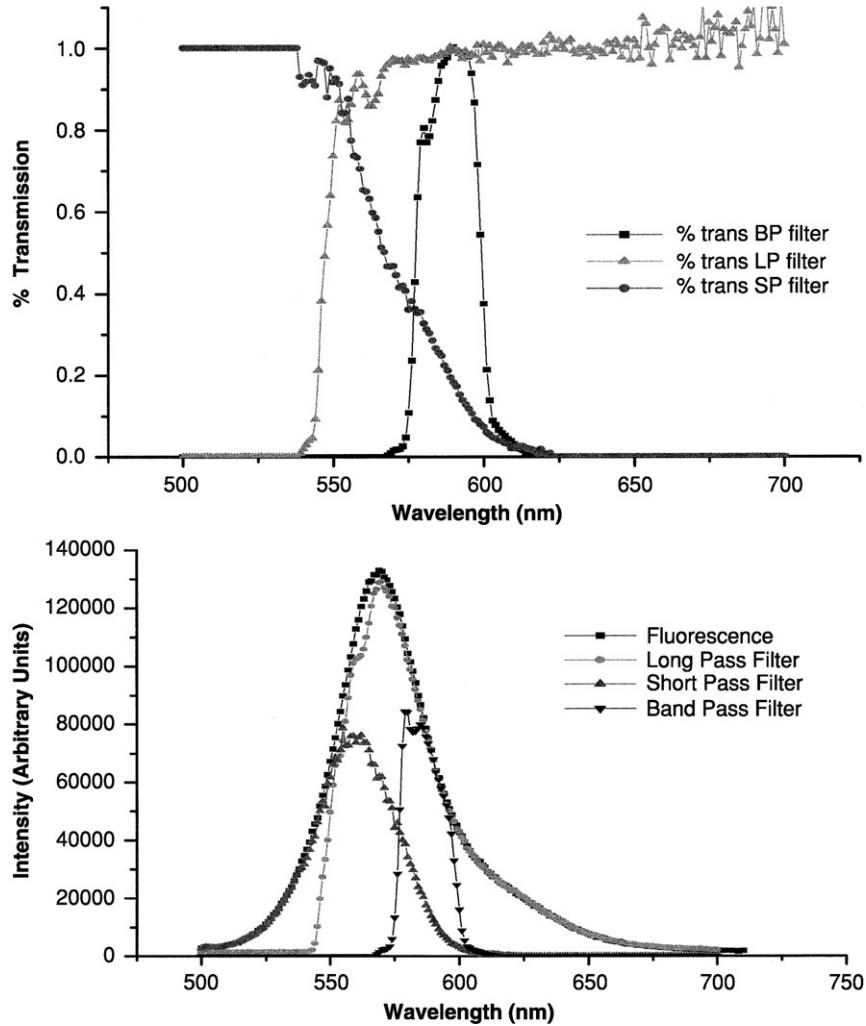 % Transmission
1.0
0.8
0.6
0.4
0.2
0.0
% trans BP filter
% trans LP filter
% trans SP filter
500 550 600 650 700
Wavelength (nm)
Intensity (Arbitrary Units)
140000
120000
100000
80000
60000
40000
20000
0
Fluorescence
Long Pass Filter
Short Pass Filter
Band Pass Filter
500 550 600 650 700 750
Wavelength (nm)